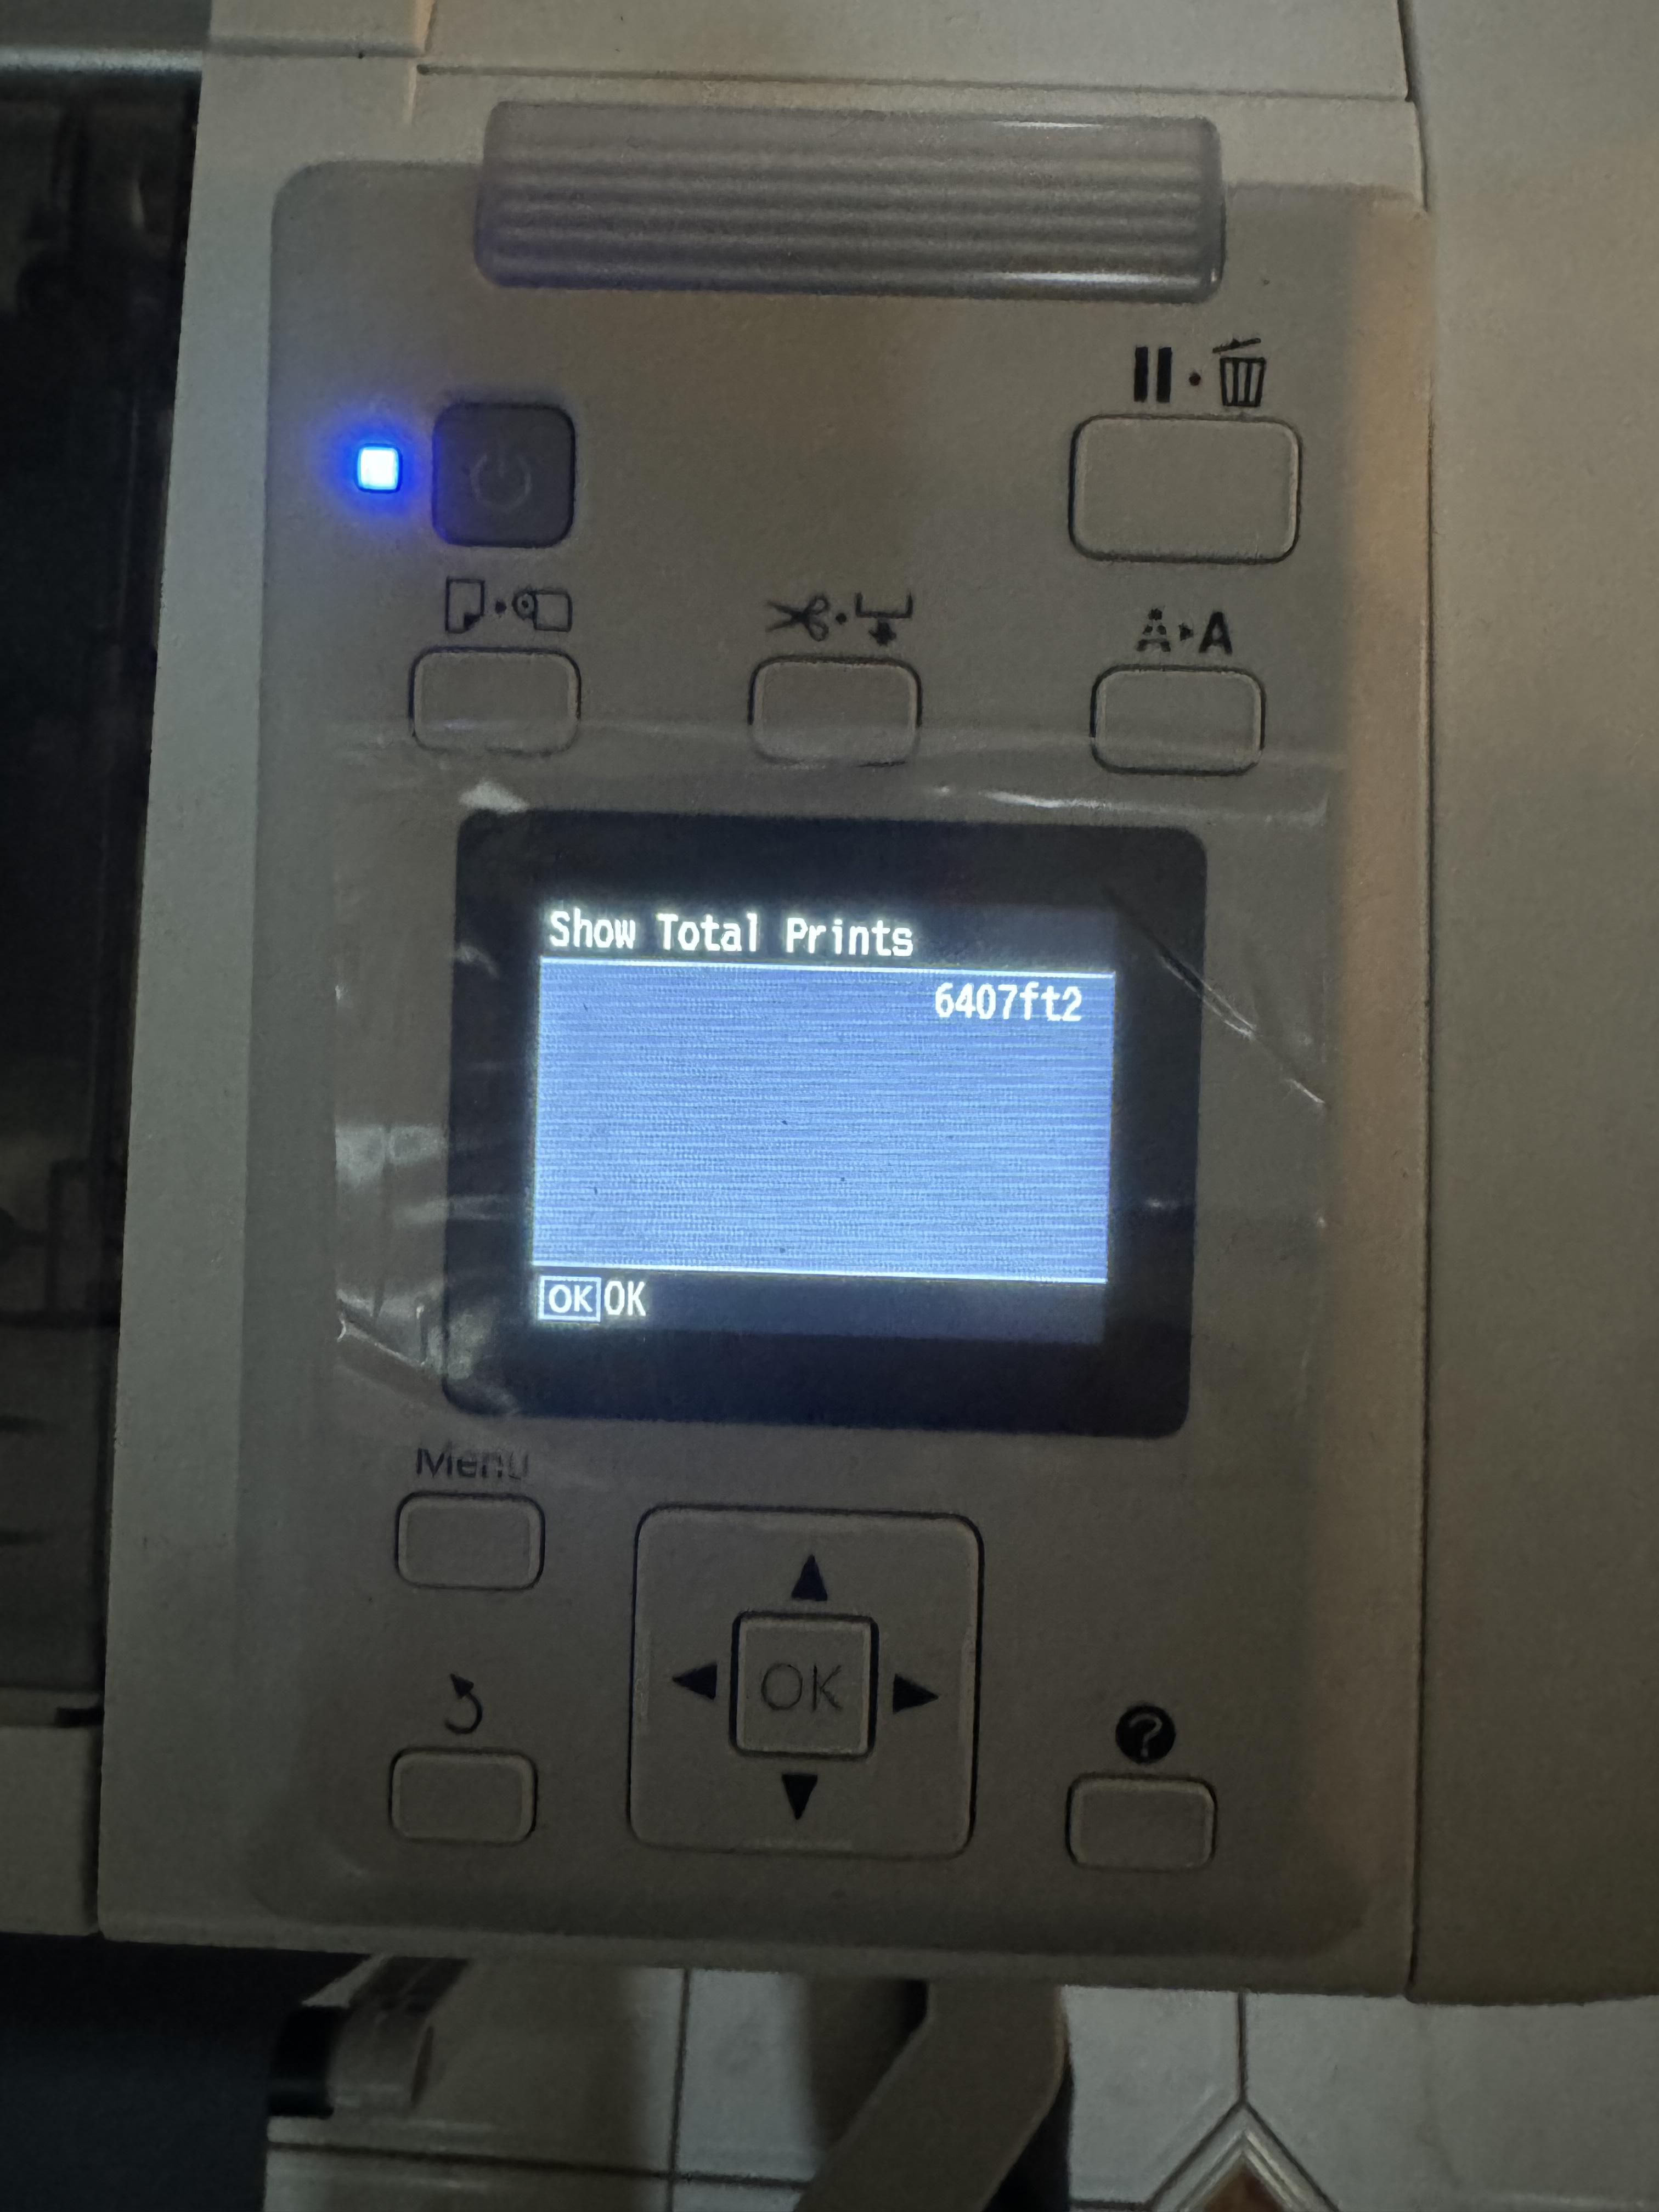 A▸A
Show Total Prints
6407ft2
OK OK
Menu
OK
?